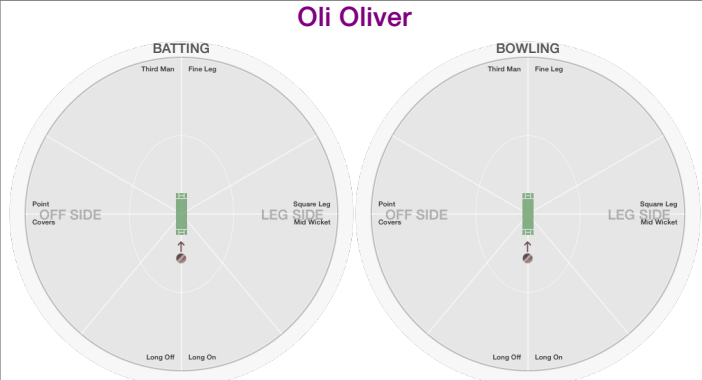 Oli Oliver
BATTING
Third Man Fine Leg
Point
OFF SIDE
Covers
Square Leg
LEG SIDE
Mid Wicket
Long Off Long On
BOWLING
Third Man Fine Leg
Point
OFF SIDE
Covers
Square Leg
LEG SIDE
Mid Wicket
Long Off Long On